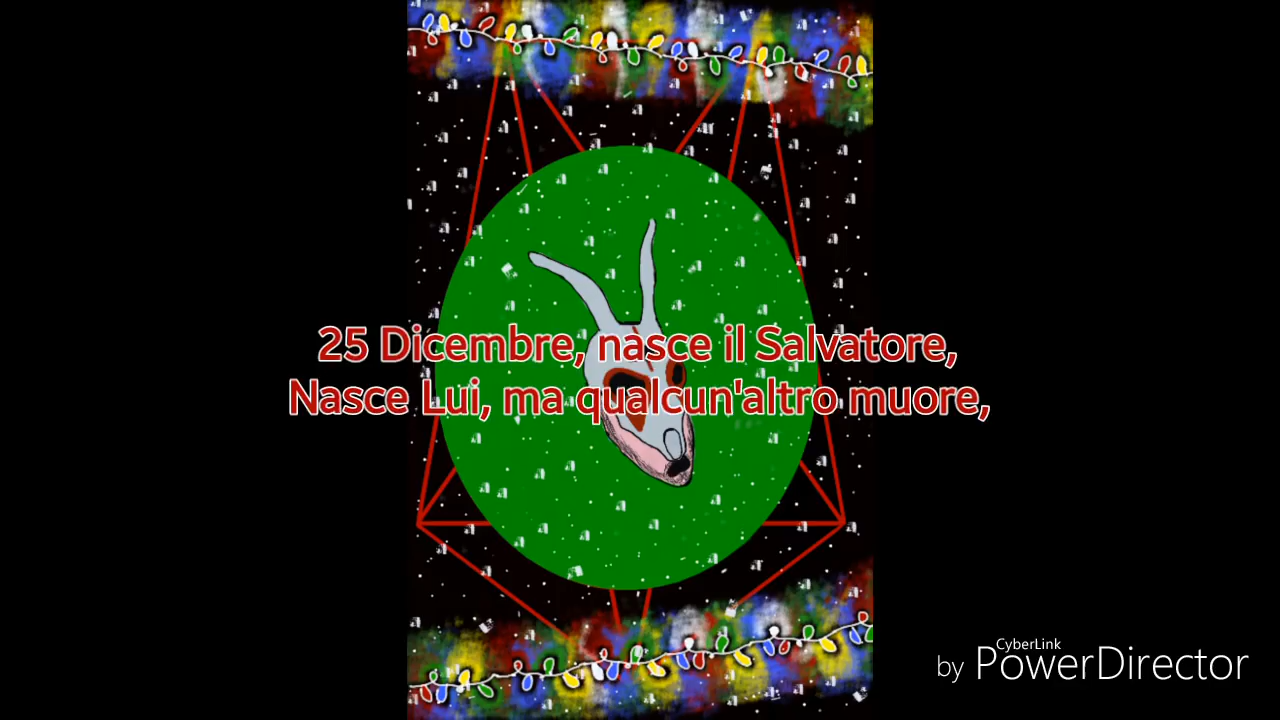 25 Dicembre, nasce il Salvatore,
Nasce Lui, ma qualcun'altro muore,
CyberLink
by PowerDirector